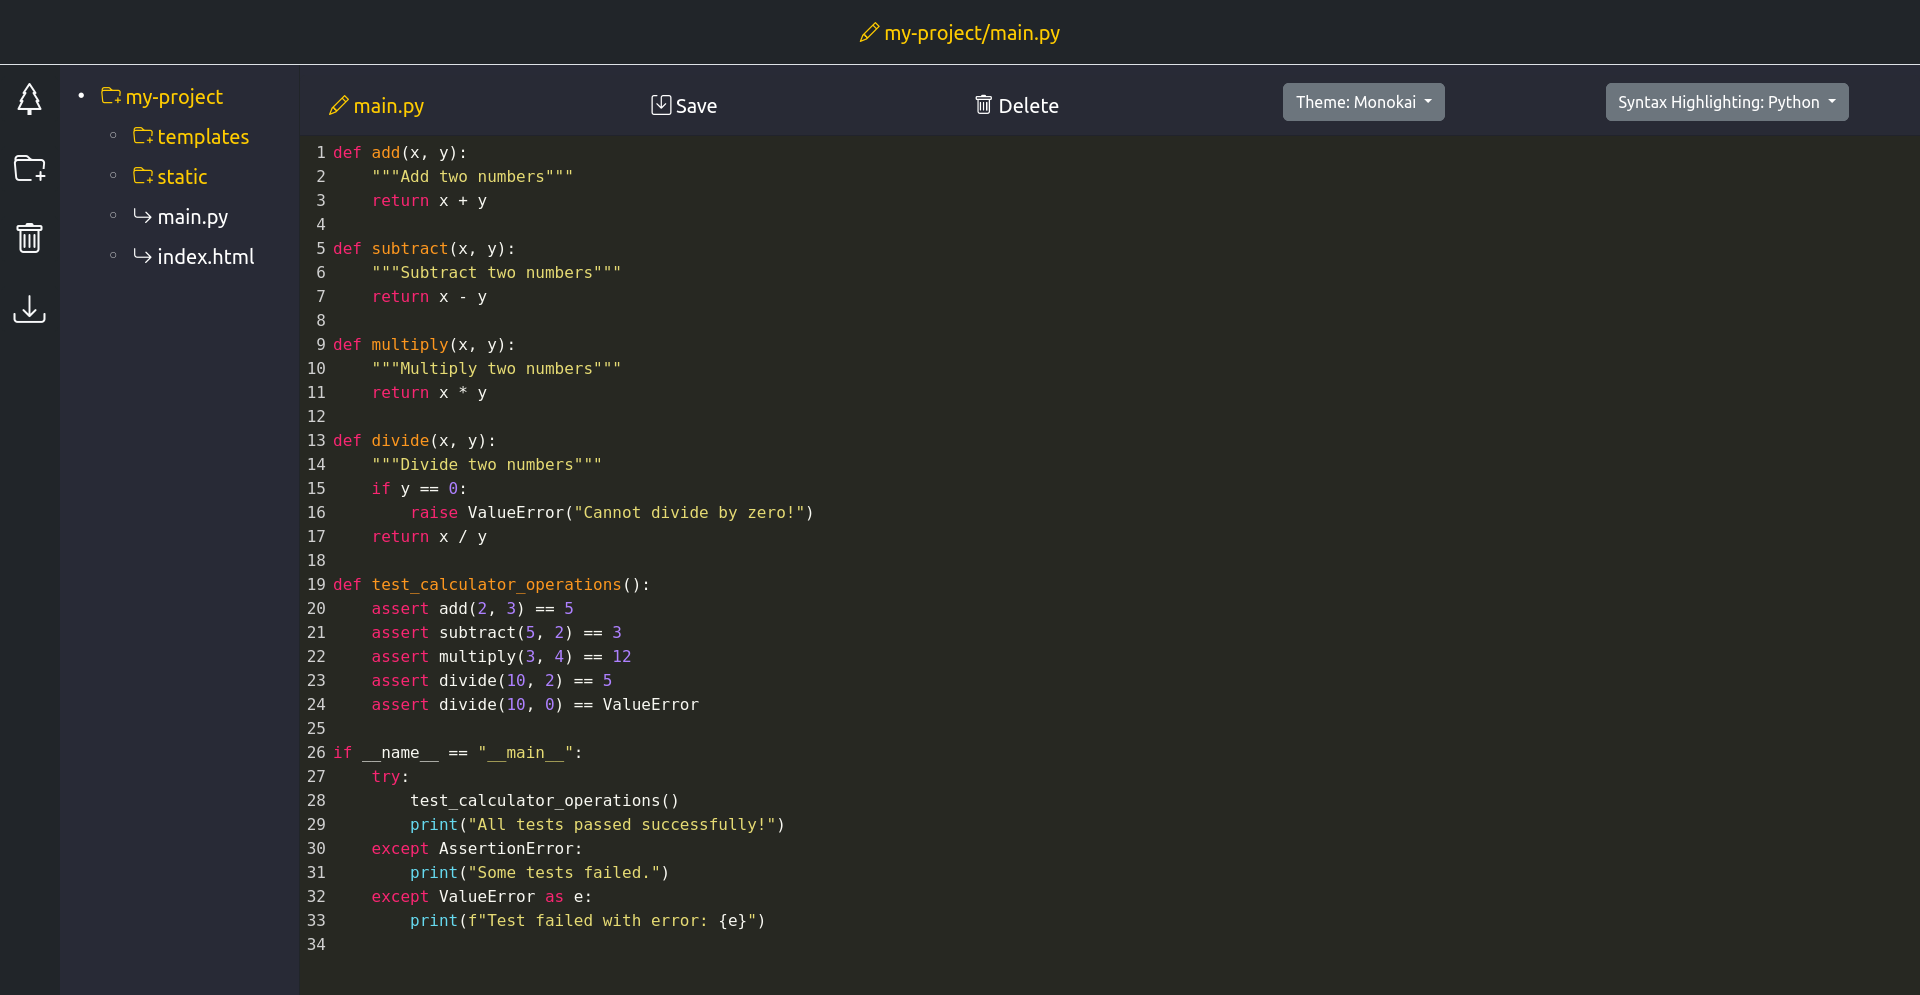 my-project/main.py
my-project
templates
static
main.py
index.html
main.py Save Delete Theme: Monokai Syntax Highlighting: Python
1 def add(x, y):
2     """Add two numbers"""
3     return x + y
4
5 def subtract(x, y):
6     """Subtract two numbers"""
7     return x - y
8
9 def multiply(x, y):
10     """Multiply two numbers"""
11     return x * y
12
13 def divide(x, y):
14     """Divide two numbers"""
15     if y == 0:
16         raise ValueError("Cannot divide by zero!")
17     return x / y
18
19 def test_calculator_operations():
20     assert add(2, 3) == 5
21     assert subtract(5, 2) == 3
22     assert multiply(3, 4) == 12
23     assert divide(10, 2) == 5
24     assert divide(10, 0) == ValueError
25
26 if __name__ == "__main__":
27     try:
28         test_calculator_operations()
29         print("All tests passed successfully!")
30     except AssertionError:
31         print("Some tests failed.")
32     except ValueError as e:
33         print(f"Test failed with error: {e}")
34